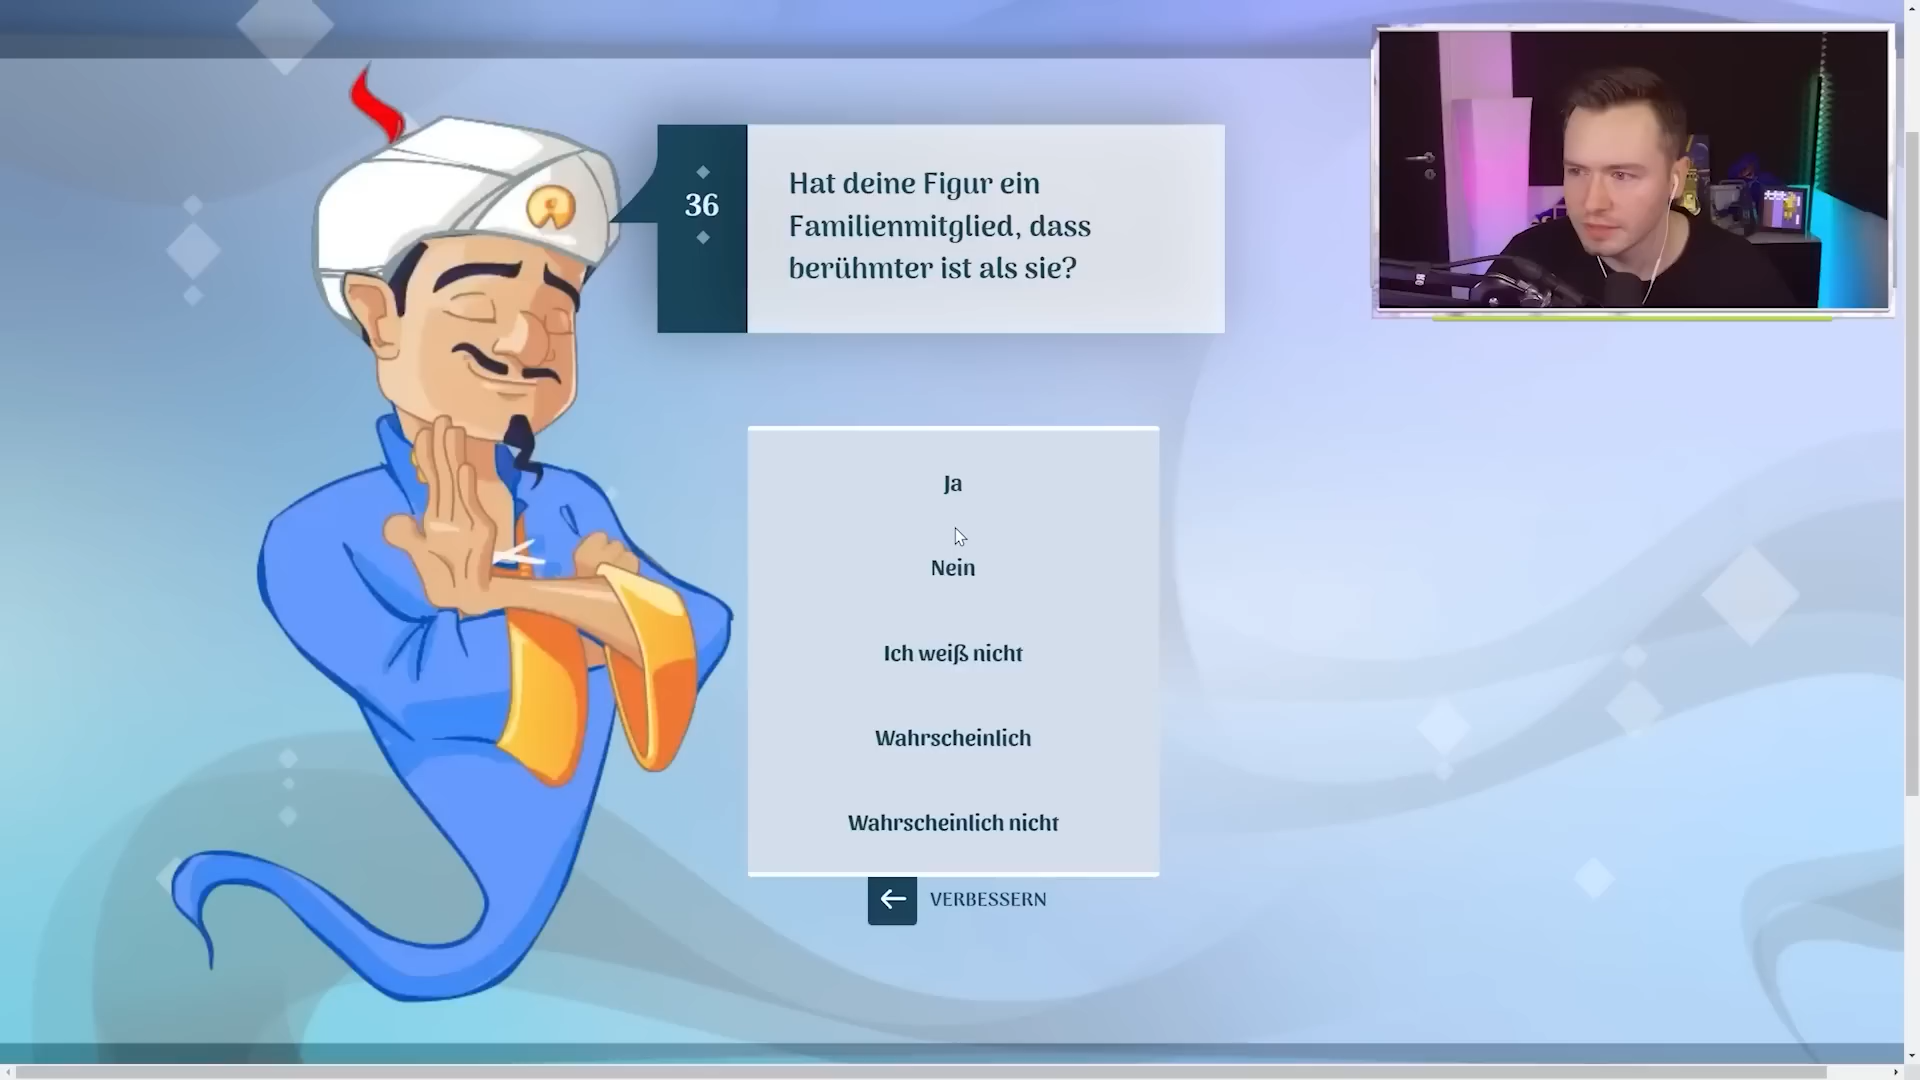 36
Hat deine Figur ein
Familienmitglied, dass
berühmter ist als sie?
Ja
Nein
Ich weiß nicht
Wahrscheinlich
Wahrscheinlich nicht
VERBESSERN